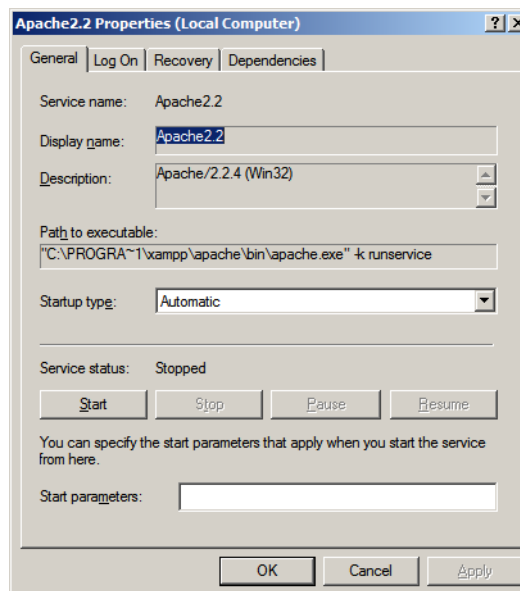 Apache2.2 Properties (Local Computer)
General Log On Recovery Dependencies
Service name: Apache2.2
Display name: Apache2.2
Description: Apache/2.2.4 (Win32)
Path to executable:
"C:\PROGRA~1\xampp\apache\bin\apache.exe" -k runservice
Startup type: Automatic
Service status: Stopped
Start Stop Pause Resume
You can specify the start parameters that apply when you start the service
from here.
Start parameters:
OK Cancel Apply